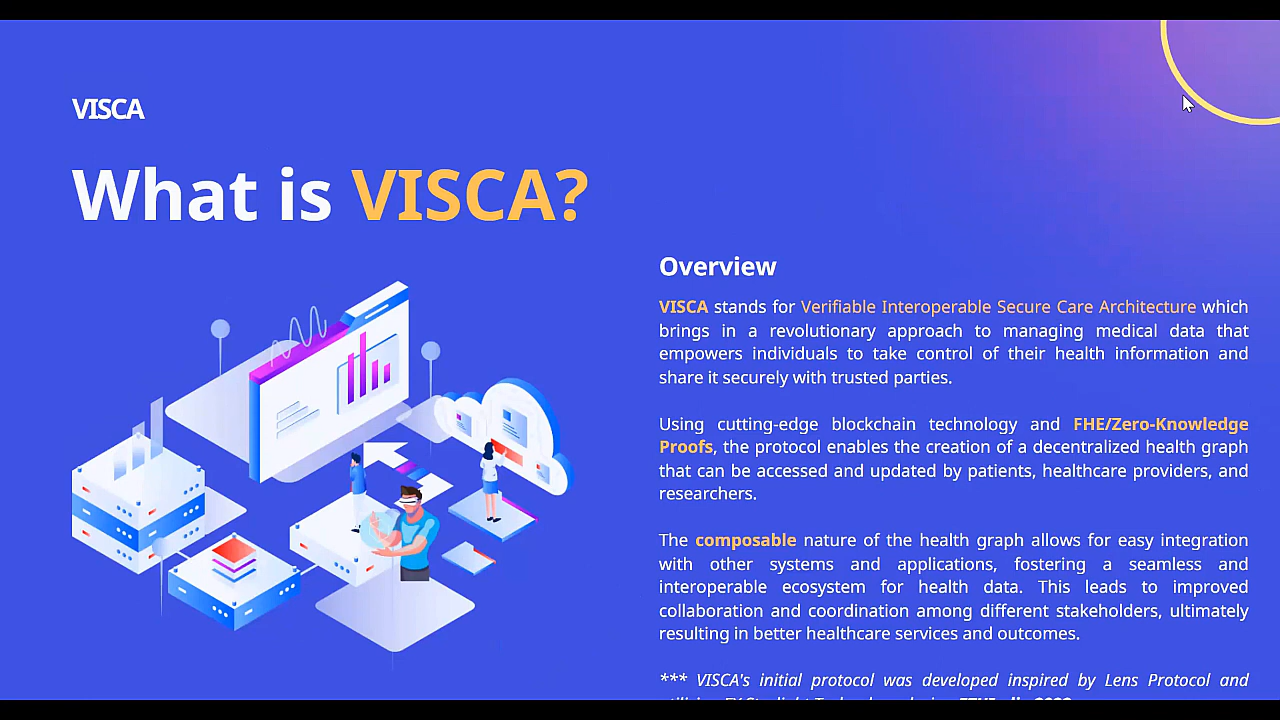 VISCA
What is VISCA?
Overview
VISCA stands for Verifiable Interoperable Secure Care Architecture which
brings in a revolutionary approach to managing medical data that
empowers individuals to take control of their health information and
share it securely with trusted parties.
Using cutting-edge blockchain technology and FHE/Zero-Knowledge
Proofs, the protocol enables the creation of a decentralized health graph
that can be accessed and updated by patients, healthcare providers, and
researchers.
The composable nature of the health graph allows for easy integration
with other systems and applications, fostering a seamless and
interoperable ecosystem for health data. This leads to improved
collaboration and coordination among different stakeholders, ultimately
resulting in better healthcare services and outcomes.
*** VISCA's initial protocol was developed inspired by Lens Protocol and